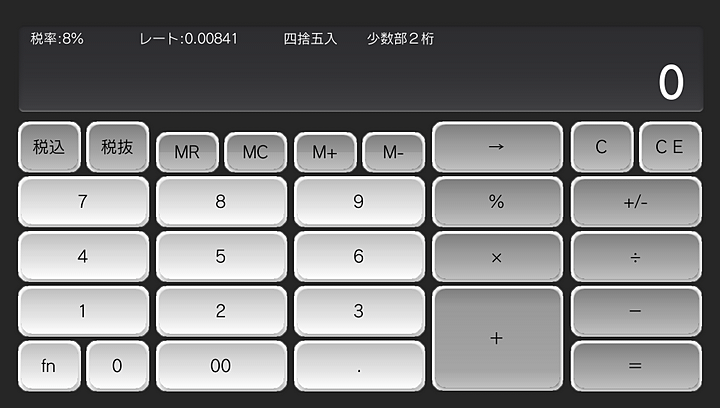 税率:8% レート:0.00841 四捨五入 少数部２桁
0
税込 税抜 MR MC M+ M- → C C E
7 8 9 % +/-
4 5 6 × ÷
1 2 3 + −
fn 0 00 . =